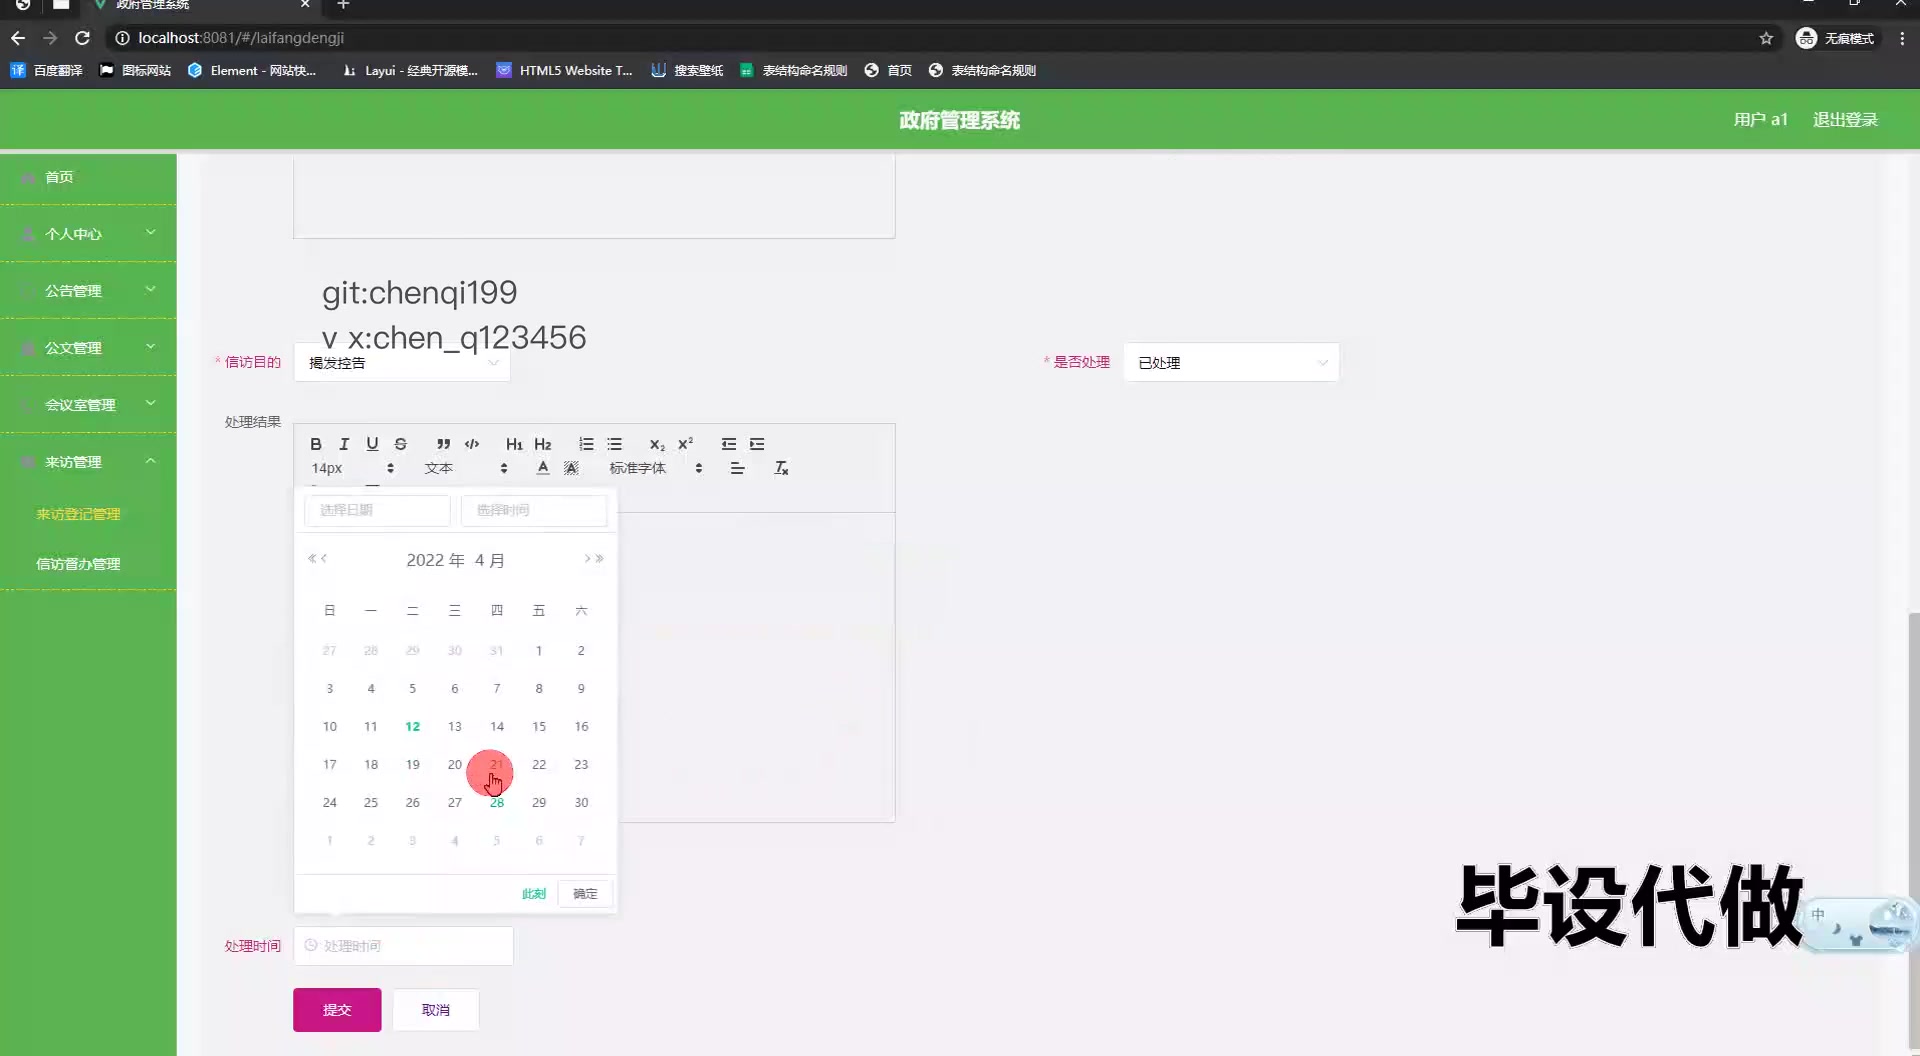 政府管理系统
localhost:8081/#/laifangdengji
无痕模式
百度翻译 图标网站 Element - 网站快... Layui - 经典开源模... HTML5 Website T... 搜索壁纸 表结构命名规则 首页 表结构命名规则
政府管理系统
用户 a1 退出登录
首页
个人中心
公告管理
公文管理
会议室管理
来访管理
来访登记管理
信访督办管理
git:chenqi199
v x:chen_q123456
* 信访目的 揭发控告
* 是否处理 已处理
处理结果
B I U S H1 H2 X2 X2
14px 文本 A A 标准字体 Tx
选择日期 选择时间
2022 年 4 月
日 一 二 三 四 五 六
27 28 29 30 31 1 2
3 4 5 6 7 8 9
10 11 12 13 14 15 16
17 18 19 20 21 22 23
24 25 26 27 28 29 30
1 2 3 4 5 6 7
此刻 确定
处理时间 处理时间
提交 取消
毕设代做
中